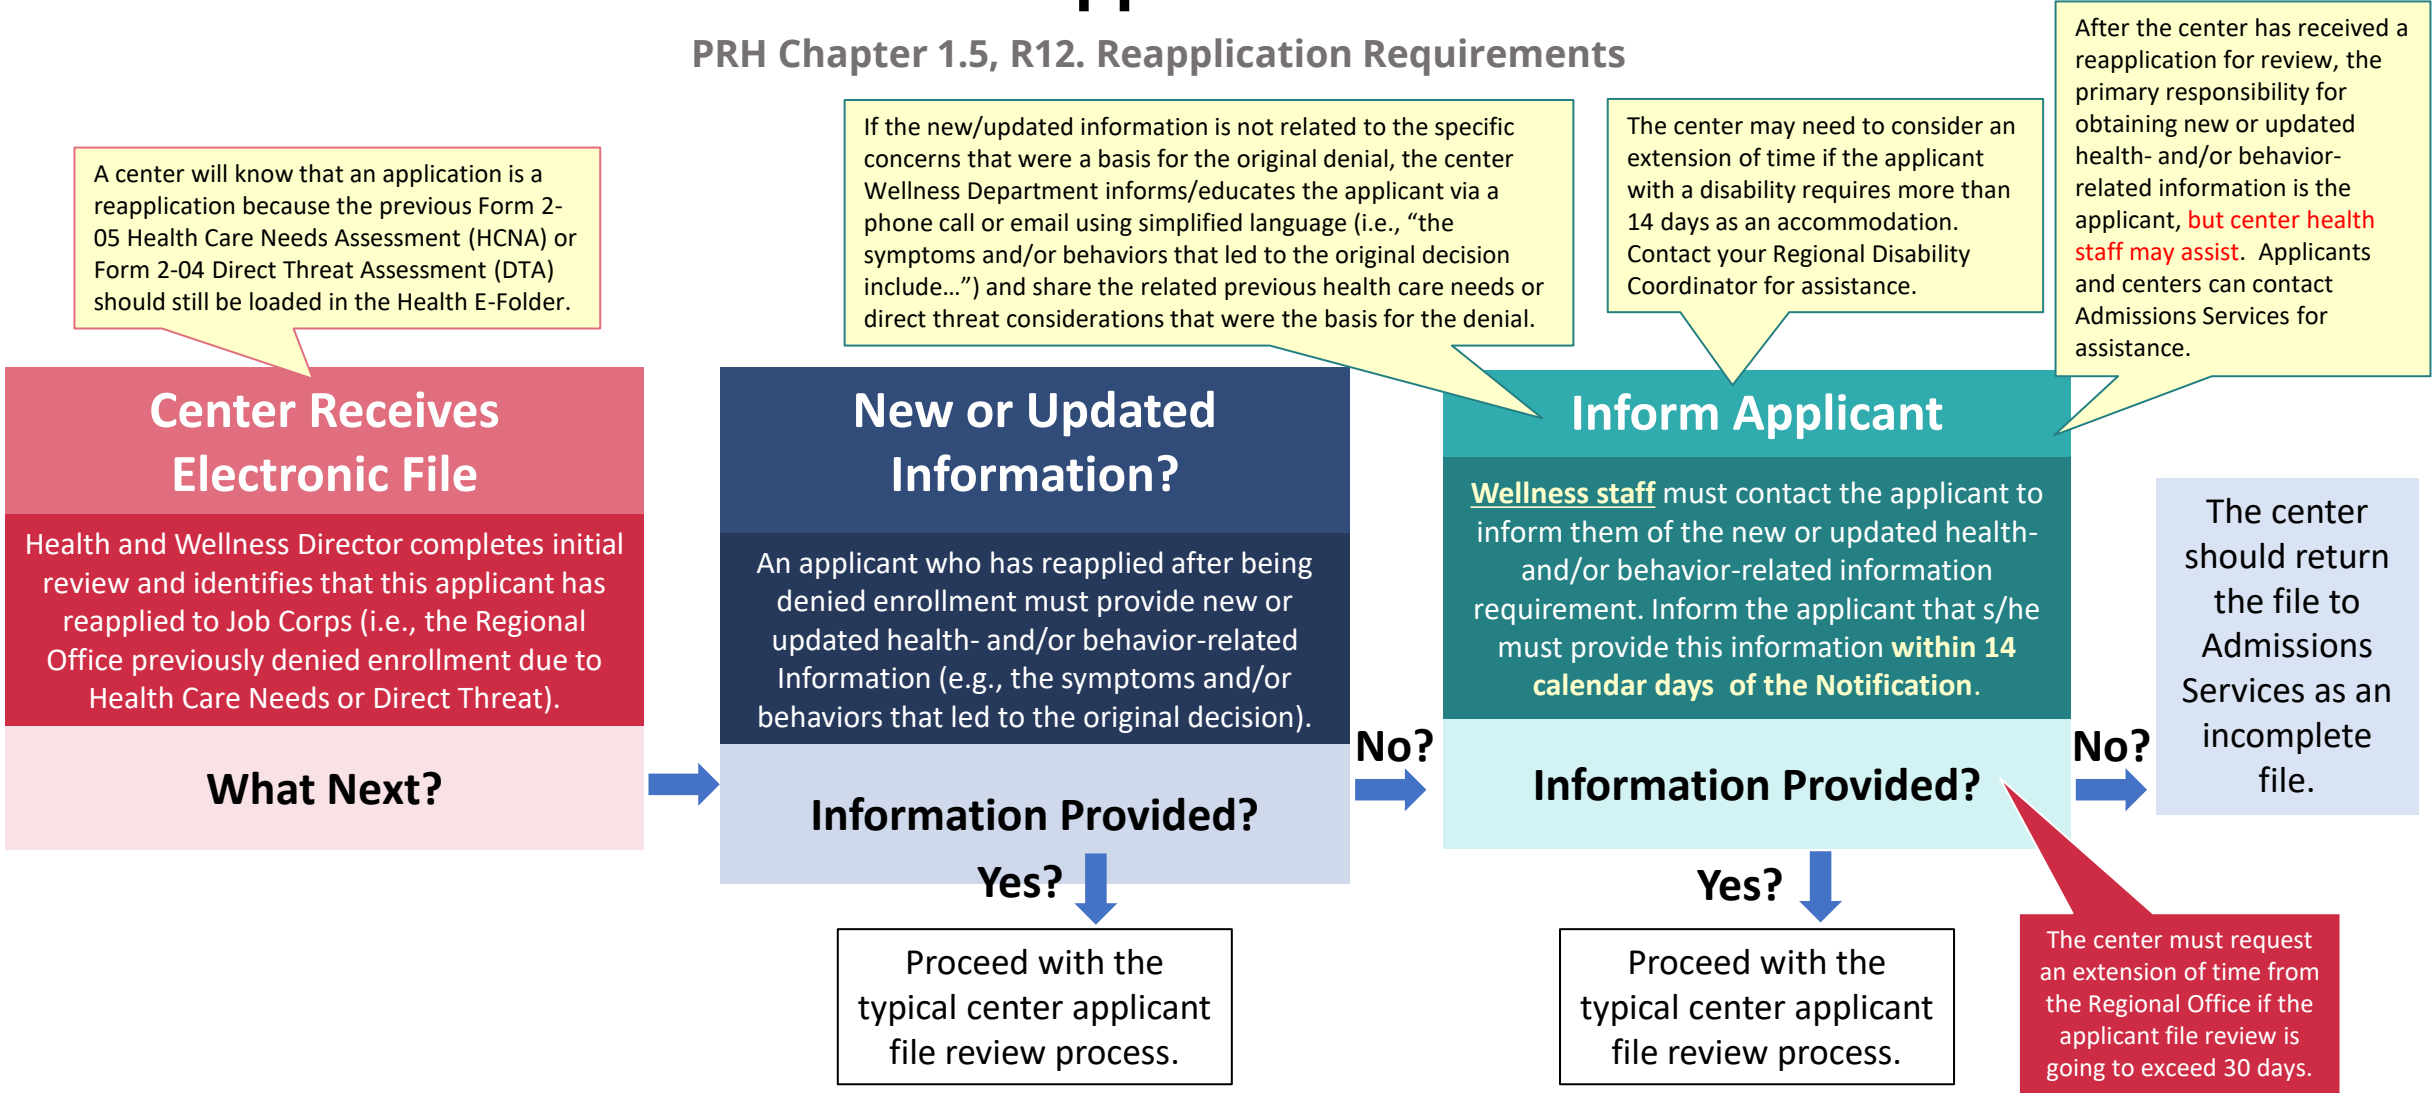 PRH Chapter 1.5, R12. Reapplication Requirements
A center will know that an application is a
reapplication because the previous Form 2-
05 Health Care Needs Assessment (HCNA) or
Form 2-04 Direct Threat Assessment (DTA)
should still be loaded in the Health E-Folder.
If the new/updated information is not related to the specific
concerns that were a basis for the original denial, the center
Wellness Department informs/educates the applicant via a
phone call or email using simplified language (i.e., “the
symptoms and/or behaviors that led to the original decision
include…”) and share the related previous health care needs or
direct threat considerations that were the basis for the denial.
The center may need to consider an
extension of time if the applicant
with a disability requires more than
14 days as an accommodation.
Contact your Regional Disability
Coordinator for assistance.
After the center has received a
reapplication for review, the
primary responsibility for
obtaining new or updated
health- and/or behavior-
related information is the
applicant, but center health
staff may assist.  Applicants
and centers can contact
Admissions Services for
assistance.
Center Receives
Electronic File
Health and Wellness Director completes initial
review and identifies that this applicant has
reapplied to Job Corps (i.e., the Regional
Office previously denied enrollment due to
Health Care Needs or Direct Threat).
What Next?
New or Updated
Information?
An applicant who has reapplied after being
denied enrollment must provide new or
updated health- and/or behavior-related
Information (e.g., the symptoms and/or
behaviors that led to the original decision).
Information Provided?
Yes?
Proceed with the
typical center applicant
file review process.
No?
Inform Applicant
Wellness staff must contact the applicant to
inform them of the new or updated health-
and/or behavior-related information
requirement. Inform the applicant that s/he
must provide this information within 14
calendar days  of the Notification.
Information Provided?
Yes?
Proceed with the
typical center applicant
file review process.
No?
The center
should return
the file to
Admissions
Services as an
incomplete
file.
The center must request
an extension of time from
the Regional Office if the
applicant file review is
going to exceed 30 days.